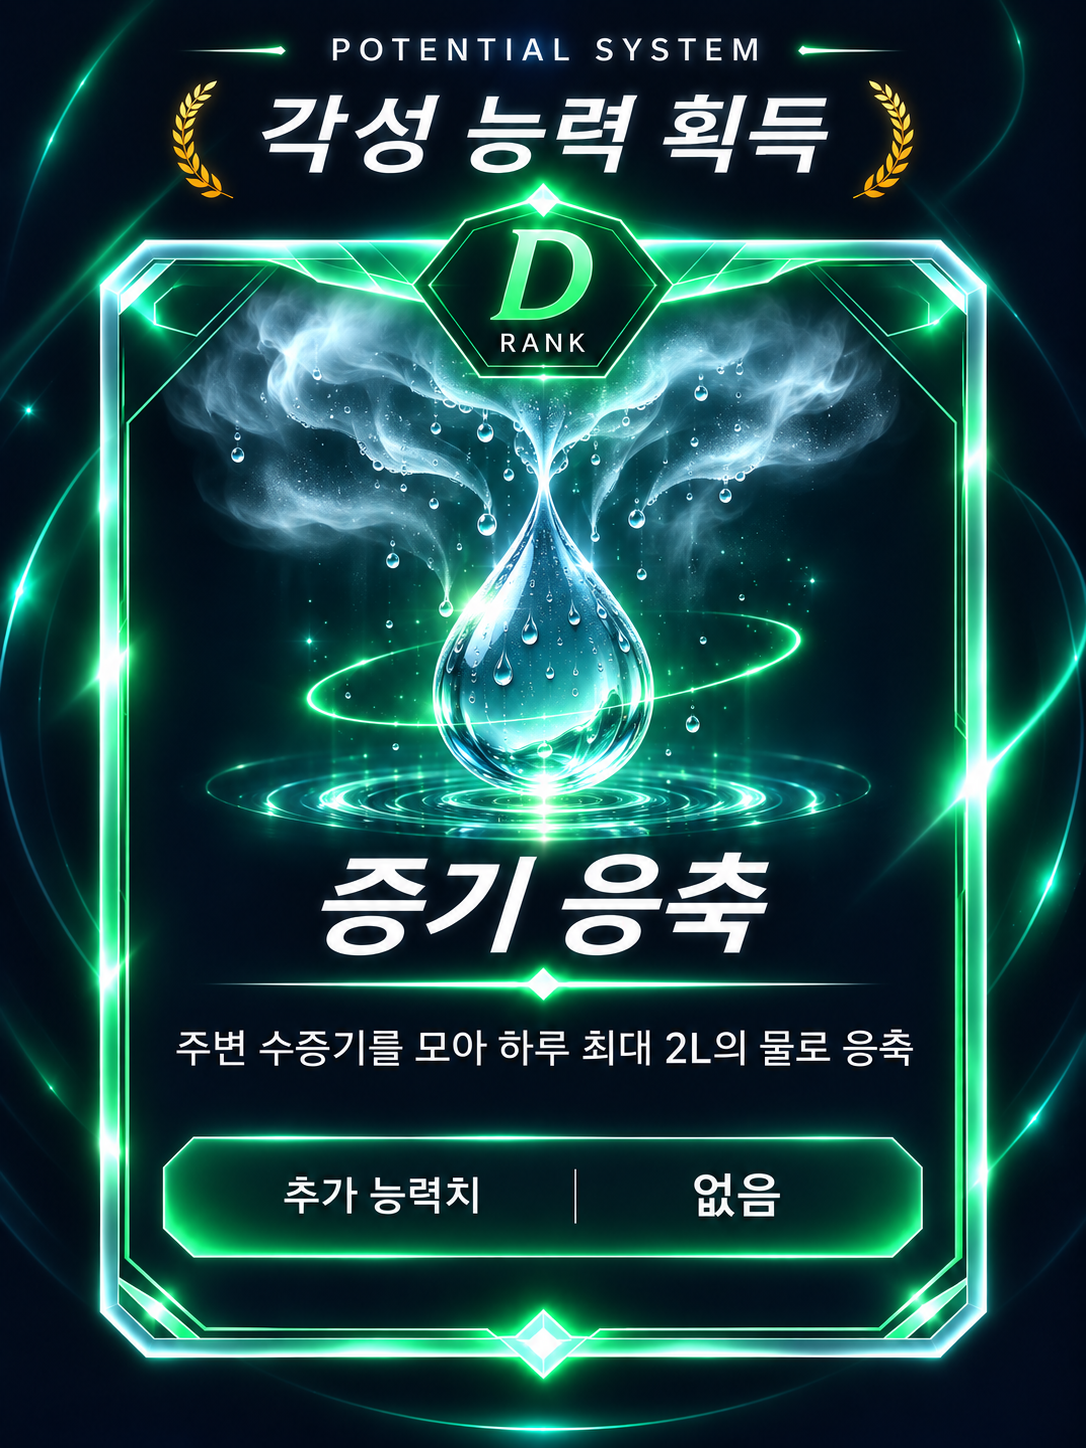 POTENTIAL SYSTEM
각성 능력 획득
D
RANK
증기 응축
주변 수증기를 모아 하루 최대 2L의 물로 응축
추가 능력치 | 없음